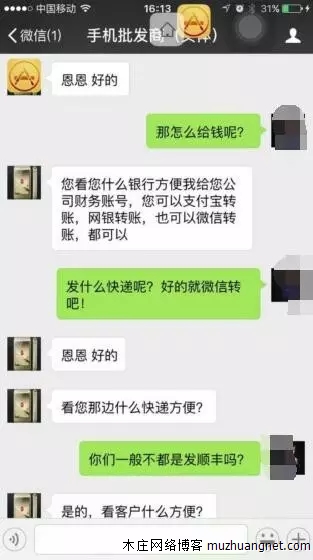 中国移动 16:13 31%
微信(1) 手机批发商
恩恩 好的
那怎么给钱呢?
您看您什么银行方便我给您公
司财务账号，您可以支付宝转
账，网银转账，也可以微信转
账，都可以
发什么快递呢？好的就微信转
吧！
恩恩 好的
看您那边什么快递方便？
你们一般不都是发顺丰吗？
是的，看客户什么方便？
木庄网络博客 muzhuangnet.com